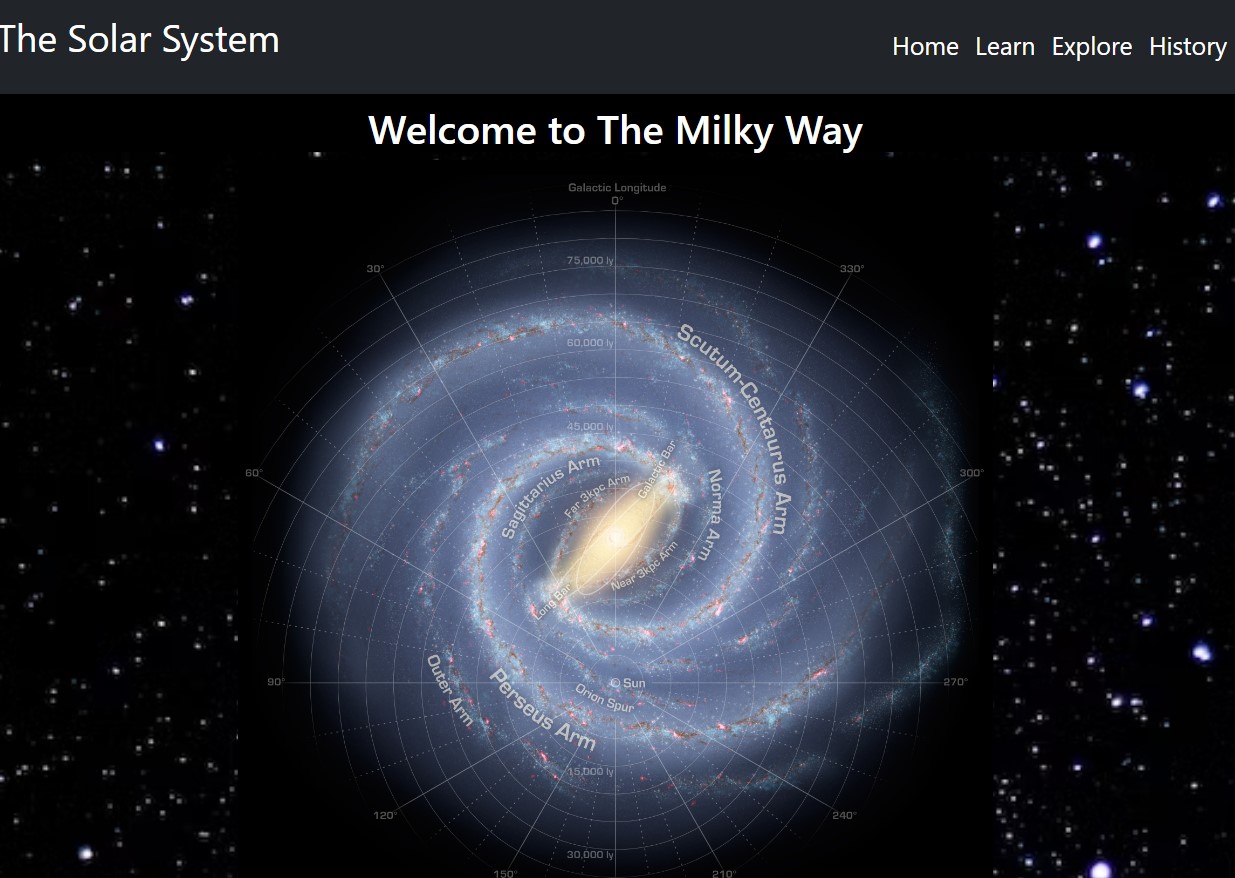 The Solar System
Home Learn Explore History
Welcome to The Milky Way
Galactic Longitude
0°
30°
330°
75,000 ly
60,000 ly
Scutum-Centaurus Arm
45,000 ly
Galactic Bar
Sagittarius Arm
Far 3kpc Arm
60°
300°
Norma Arm
Near 3kpc Arm
Long Bar
90°
Sun
270°
Orion Spur
Outer Arm
Perseus Arm
15,000 ly
120°
240°
30,000 ly
150°
210°